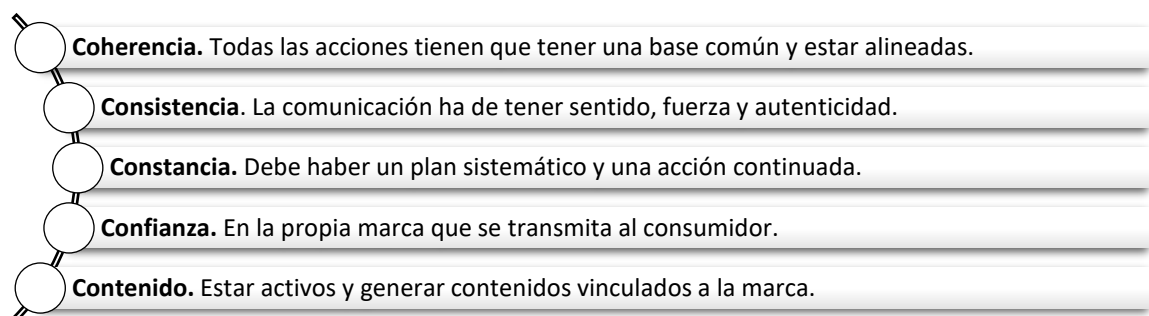 Coherencia. Todas las acciones tienen que tener una base común y estar alineadas.
Consistencia. La comunicación ha de tener sentido, fuerza y autenticidad.
Constancia. Debe haber un plan sistemático y una acción continuada.
Confianza. En la propia marca que se transmita al consumidor.
Contenido. Estar activos y generar contenidos vinculados a la marca.